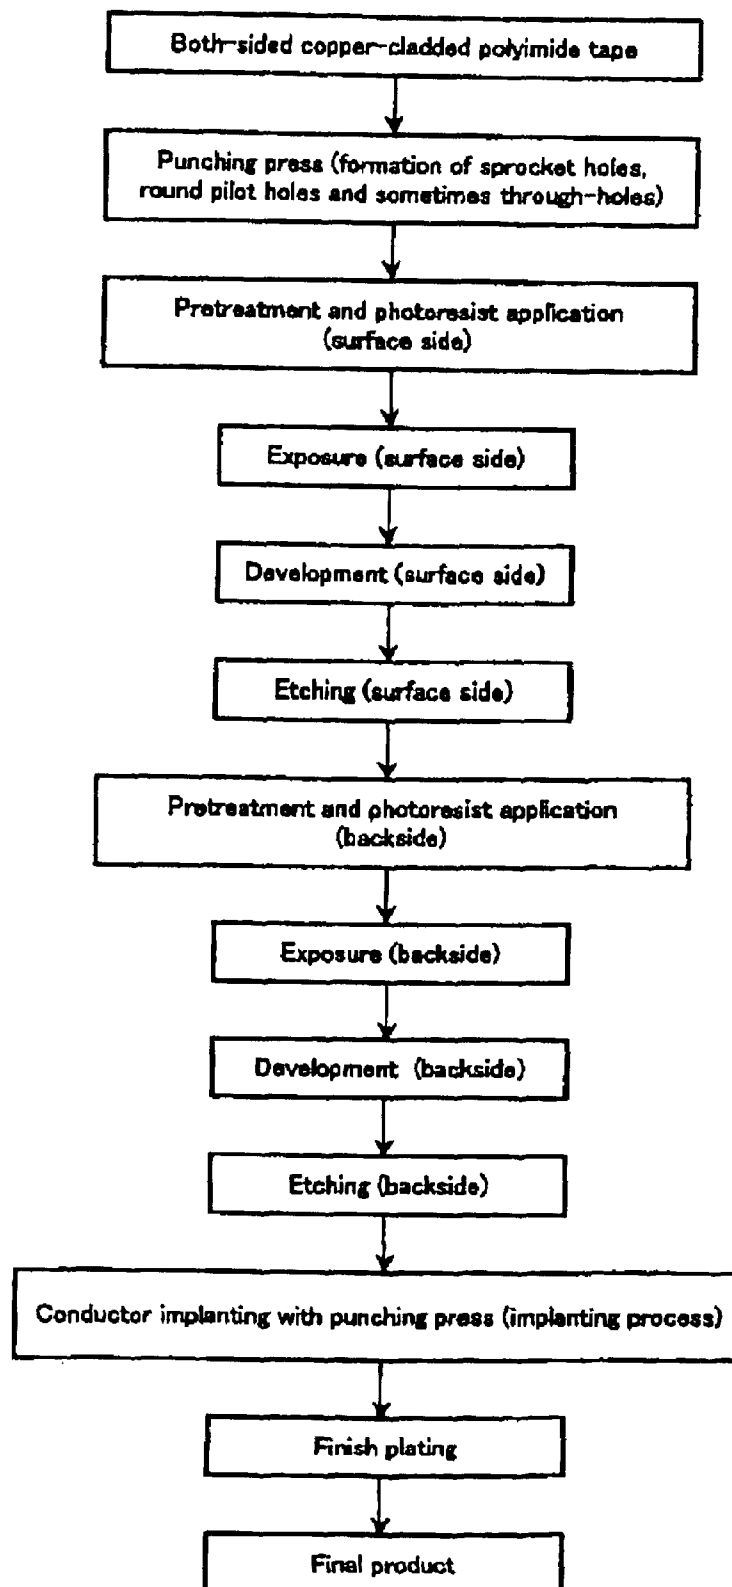 Both-sided copper-cladded polyimide tape
Punching press (formation of sprocket holes,
round pilot holes and sometimes through-holes)
Pretreatment and photoresist application
(surface side)
Exposure (surface side)
Development (surface side)
Etching (surface side)
Pretreatment and photoresist application
(backside)
Exposure (backside)
Development (backside)
Etching (backside)
Conductor implanting with punching press (implanting process)
Finish plating
Final product